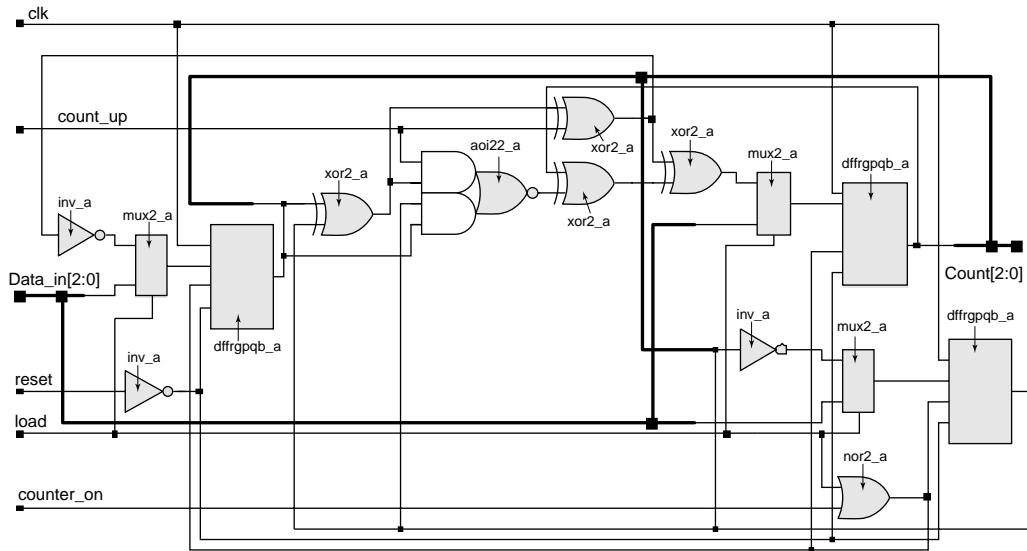 clk
count_up
aoi22_a
xor2_a
xor2_a
mux2_a
dffrgpqb_a
xor2_a
inv_a
mux2_a
xor2_a
Data_in[2:0]
Count[2:0]
inv_a
dffrgpqb_a
mux2_a
dffrgpqb_a
inv_a
reset
load
nor2_a
counter_on